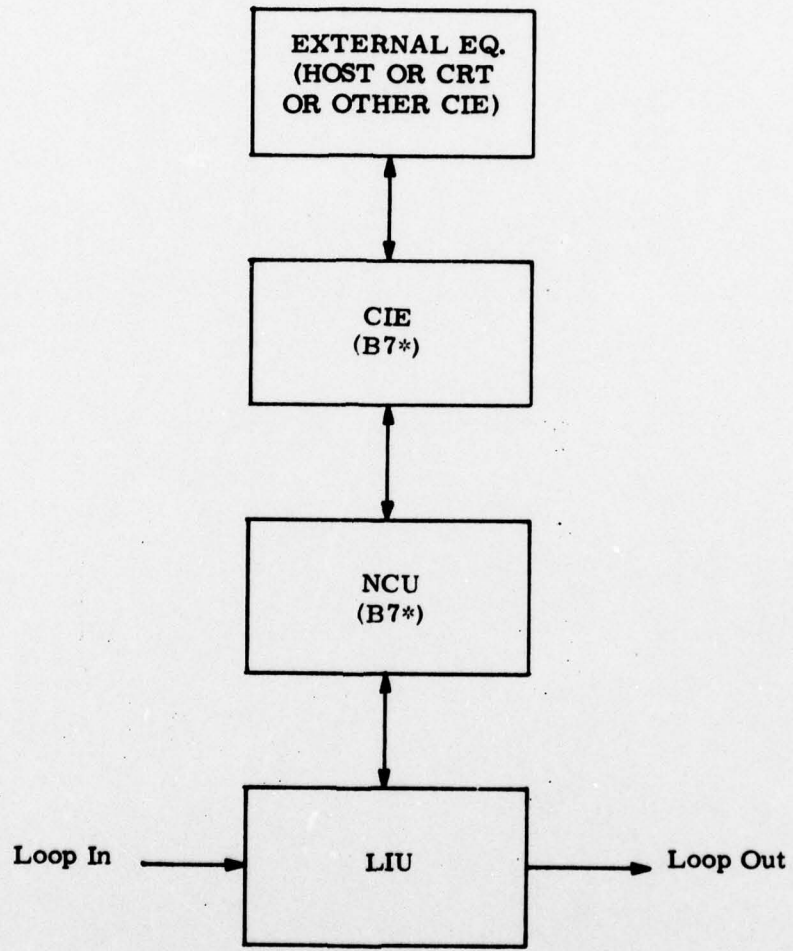 EXTERNAL EQ.
(HOST OR CRT
OR OTHER CIE)
CIE
(B7*)
NCU
(B7*)
Loop In
LIU
Loop Out